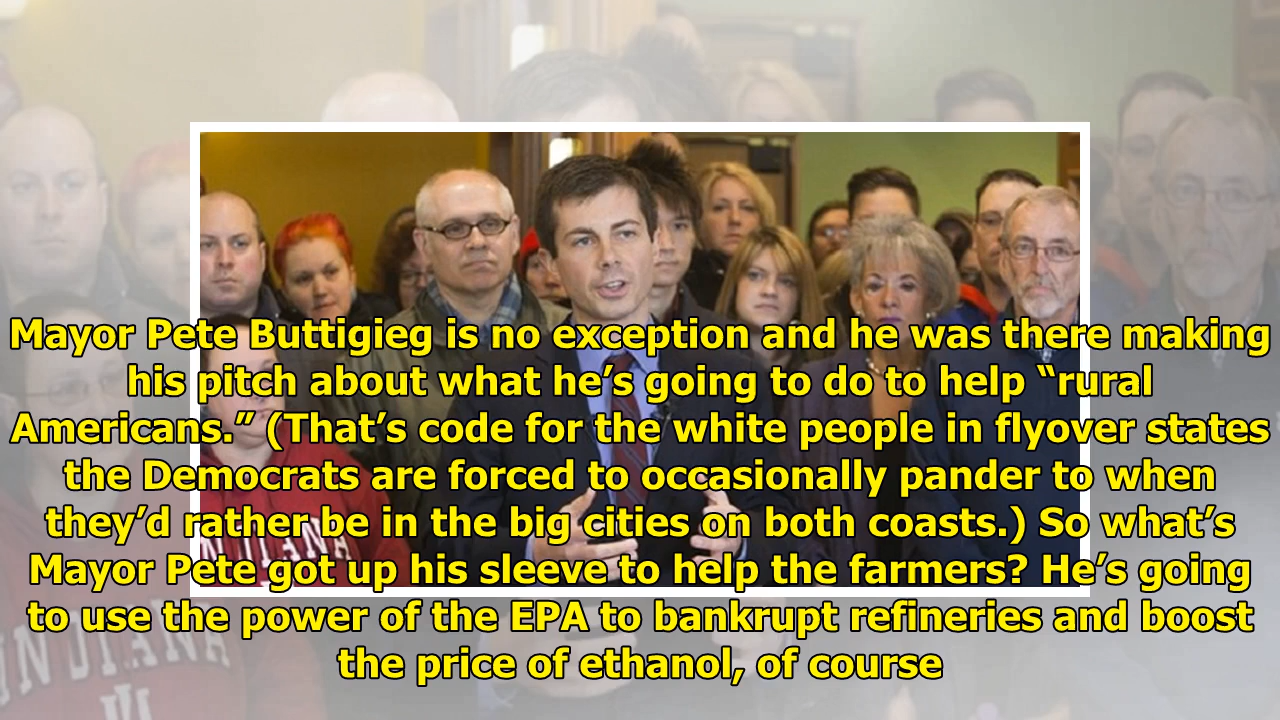 Mayor Pete Buttigieg is no exception and he was there making
his pitch about what he’s going to do to help “rural
Americans.” (That’s code for the white people in flyover states
the Democrats are forced to occasionally pander to when
they’d rather be in the big cities on both coasts.) So what’s
Mayor Pete got up his sleeve to help the farmers? He’s going
to use the power of the EPA to bankrupt refineries and boost
the price of ethanol, of course
INDIANA
INDIANA